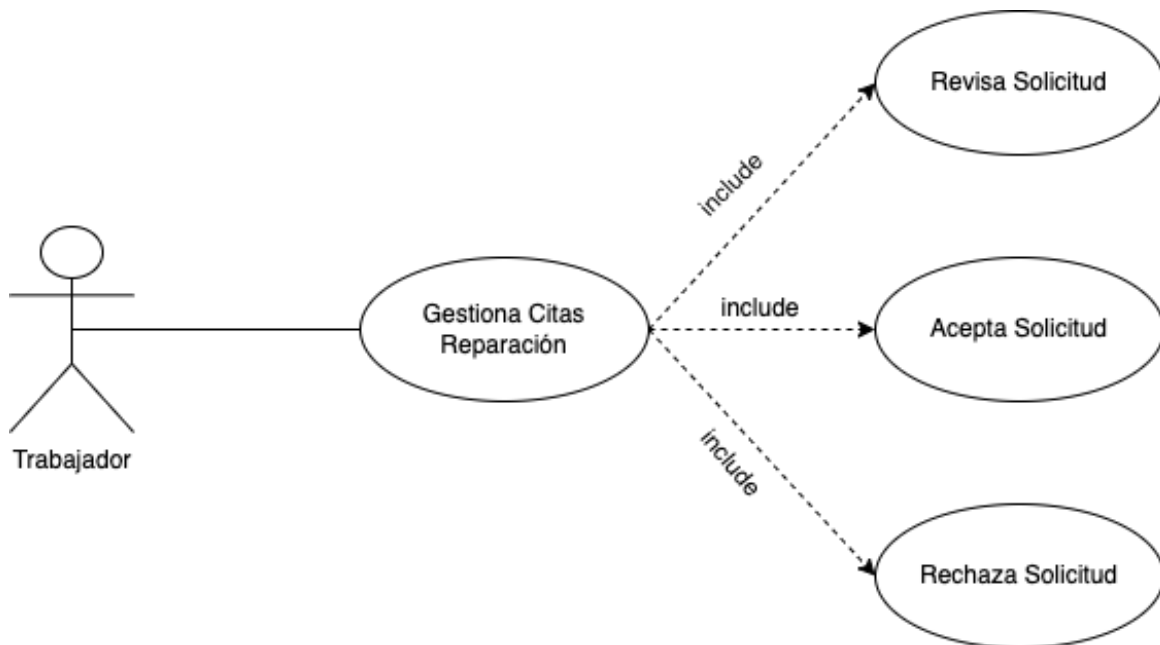 Revisa Solicitud
include
Gestiona Citas
Reparación
include
Acepta Solicitud
include
Trabajador
Rechaza Solicitud